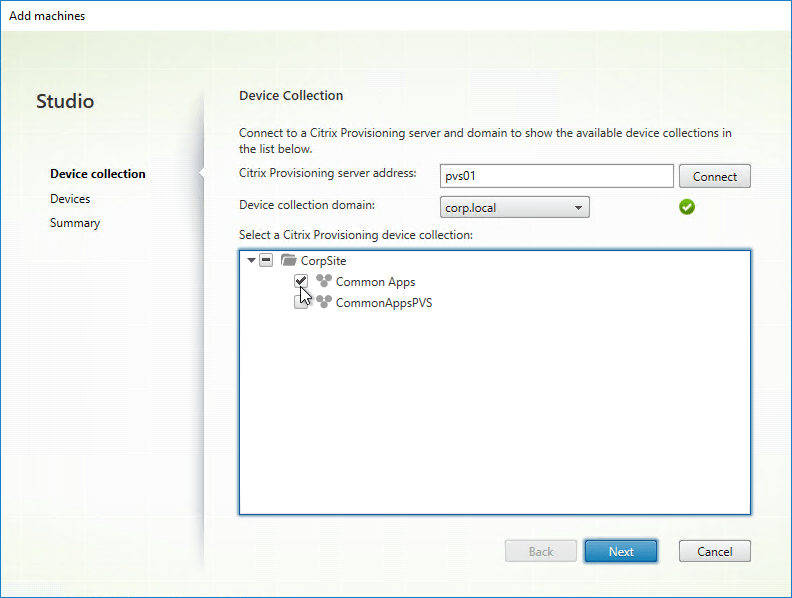 Add machines
Studio
Device collection
Devices
Summary
Device Collection
Connect to a Citrix Provisioning server and domain to show the available device collections in
the list below.
Citrix Provisioning server address:
pvs01
Connect
Device collection domain:
corp.local
Select a Citrix Provisioning device collection:
CorpSite
Common Apps
CommonAppsPVS
Back
Next
Cancel